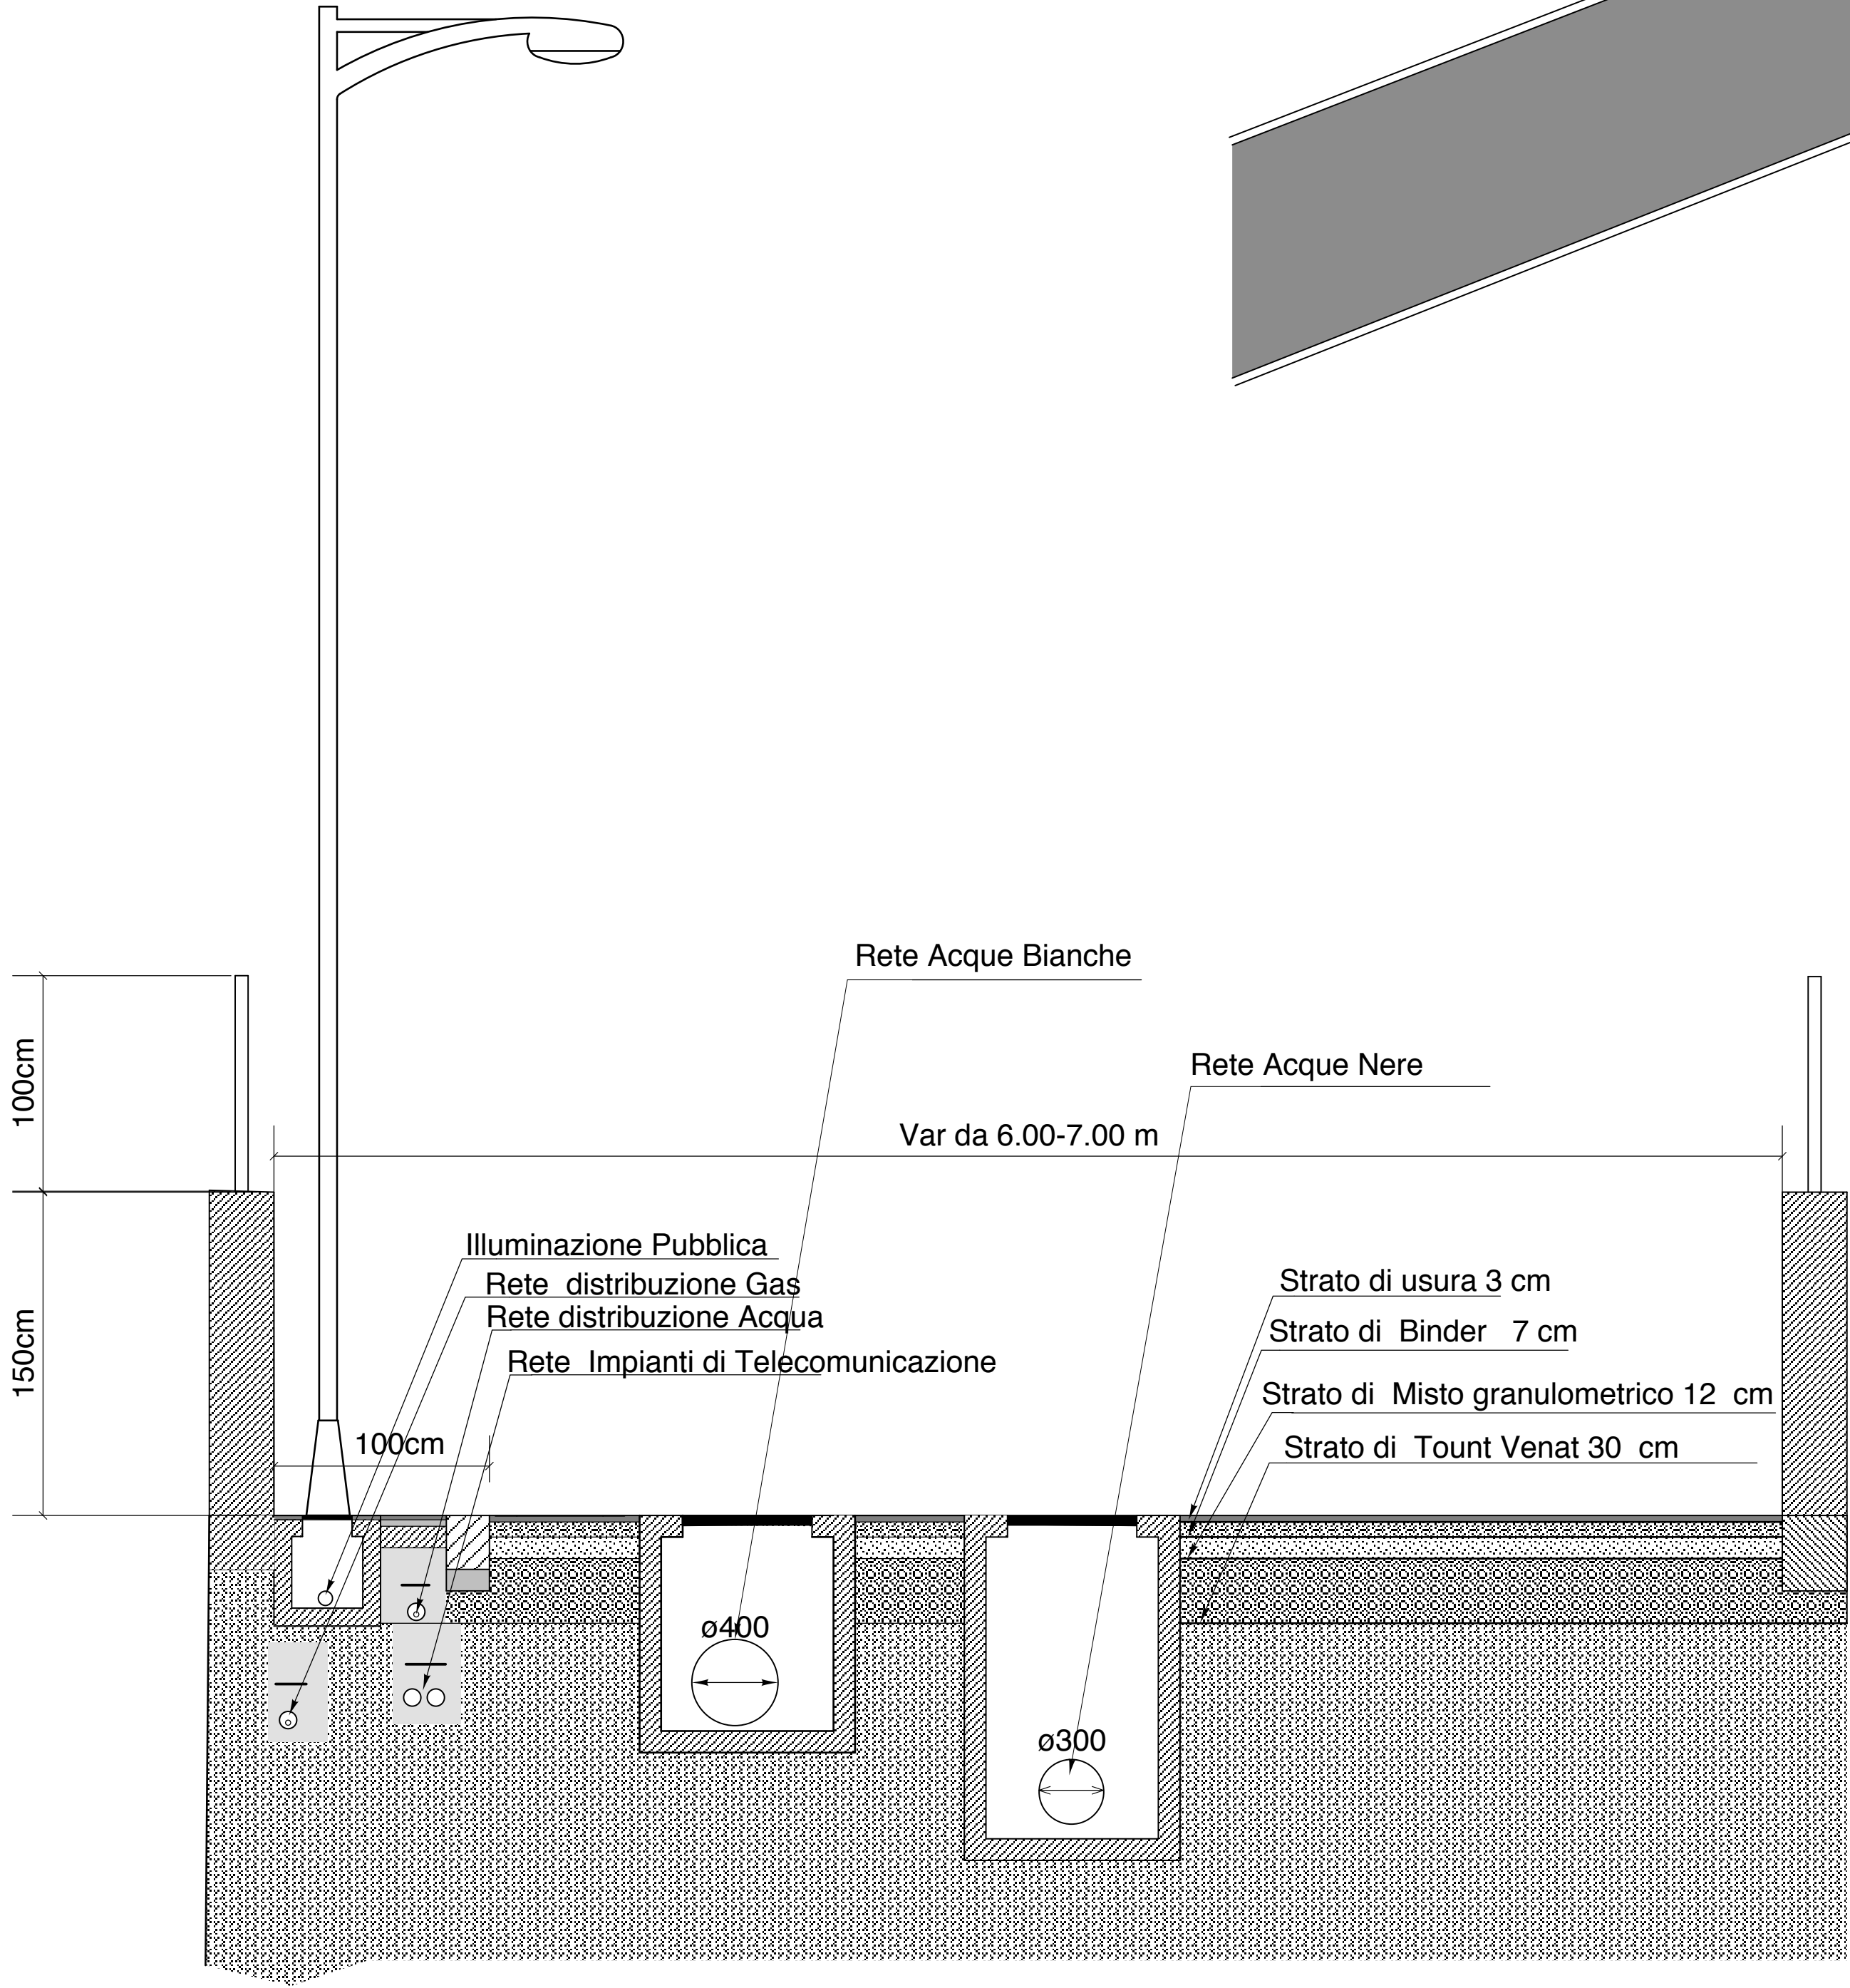 Rete Acque Bianche
100cm
Rete Acque Nere
Var da 6.00-7.00 m
Illuminazione Pubblica
Rete distribuzione Gas
Rete distribuzione Acqua
Rete Impianti di Telecomunicazione
Strato di usura 3 cm
Strato di Binder 7 cm
Strato di Misto granulometrico 12 cm
Strato di Tount Venat 30 cm
150cm
100cm
ø400
ø300